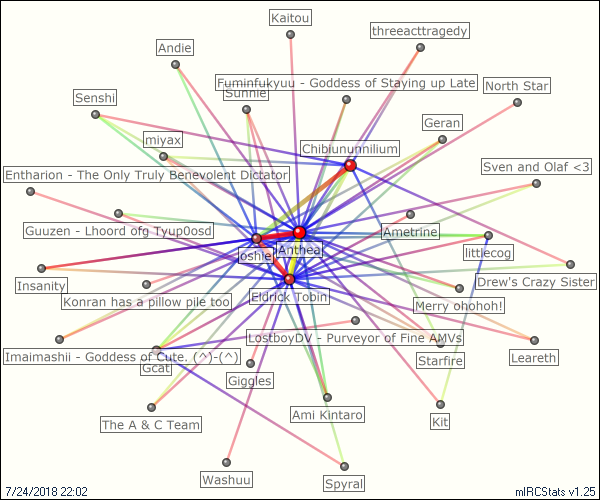 Kaitou
threeacttragedy
Andie
Fuminfukyuu - Goddess of Staying up Late
Sunnie
North Star
Senshi
Geran
miyax
Chibiununnilium
Entharion - The Only Truly Benevolent Dictator
Sven and Olaf <3
Guuzen - Lhoord ofg Tyup0osd
Ametrine
Joshie
Anthea
littlecog
Insanity
Drew's Crazy Sister
Konran has a pillow pile too
Eldrick Tobin
Merry ohohoh!
LostboyDV - Purveyor of Fine AMVs
Imaimashii - Goddess of Cute. (^)-(^)
Starfire
Learerth
Gcat
Giggles
The A & C Team
Ami Kintaro
Kit
Washuu
Spyral
7/24/2018 22:02
mIRCStats v1.25